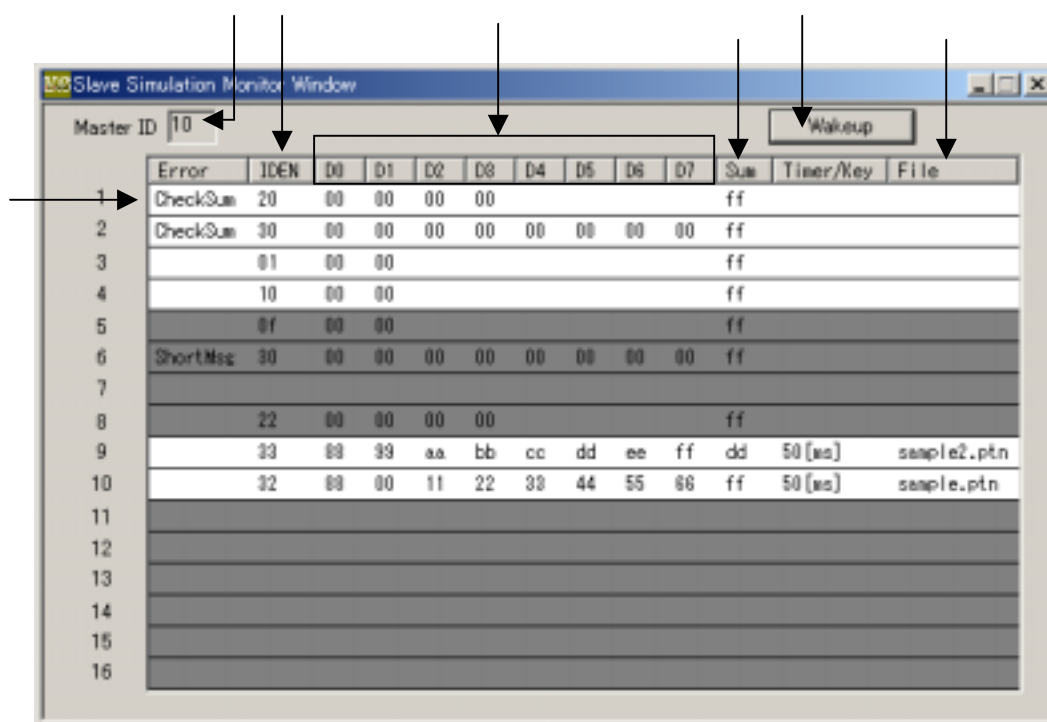 Slave Simulation Monitor Window
Master ID 10 Wakeup
Error IDEN D0 D1 D2 D3 D4 D5 D6 D7 Sum Timer/Key File
1 CheckSum 20 00 00 00 00 ff
2 CheckSum 30 00 00 00 00 00 00 00 00 ff
3 01 00 00 ff
4 10 00 00 ff
5 0f 00 00 ff
6 ShortMsg 30 00 00 00 00 00 00 00 00 ff
7
8 22 00 00 00 00 ff
9 33 88 99 aa bb cc dd ee ff dd 50[ms] sample2.ptn
10 32 88 00 11 22 33 44 55 66 ff 50[ms] sample.ptn
11
12
13
14
15
16